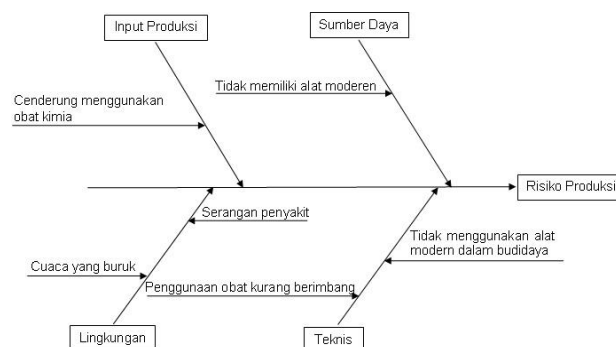 Input Produksi
Sumber Daya
Tidak memiliki alat moderen
Cenderung menggunakan
obat kimia
Risiko Produksi
Serangan penyakit
Tidak menggunakan alat
modern dalam budidaya
Cuaca yang buruk
Penggunaan obat kurang berimbang
Lingkungan
Teknis